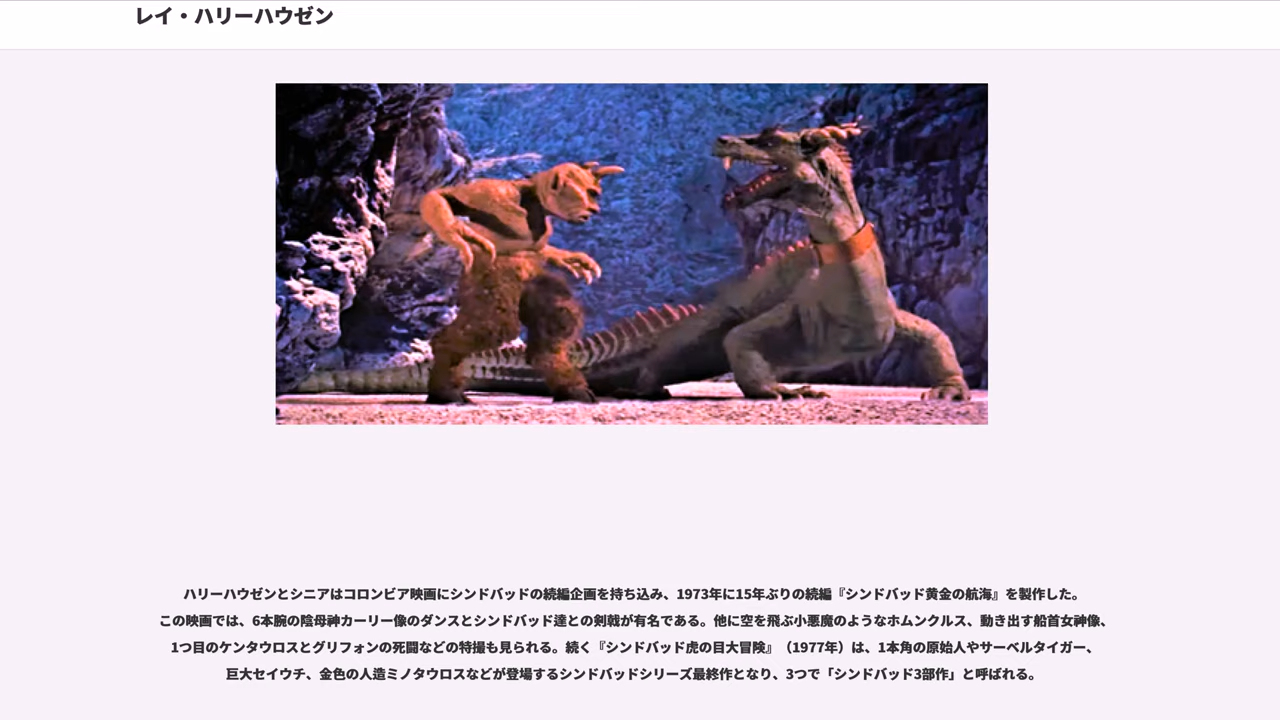 レイ・ハリーハウゼン
ハリーハウゼンとシニアはコロンビア映画にシンドバッドの続編企画を持ち込み、1973年に15年ぶりの続編『シンドバッド黄金の航海』を製作した。
この映画では、6本腕の陰母神カーリー像のダンスとシンドバッド達との剣戟が有名である。他に空を飛ぶ小悪魔のようなホムンクルス、動き出す船首女神像、
1つ目のケンタウロスとグリフォンの死闘などの特撮も見られる。続く『シンドバッド虎の目大冒険』（1977年）は、1本角の原始人やサーベルタイガー、
巨大セイウチ、金色の人造ミノタウロスなどが登場するシンドバッドシリーズ最終作となり、3つで「シンドバッド3部作」と呼ばれる。